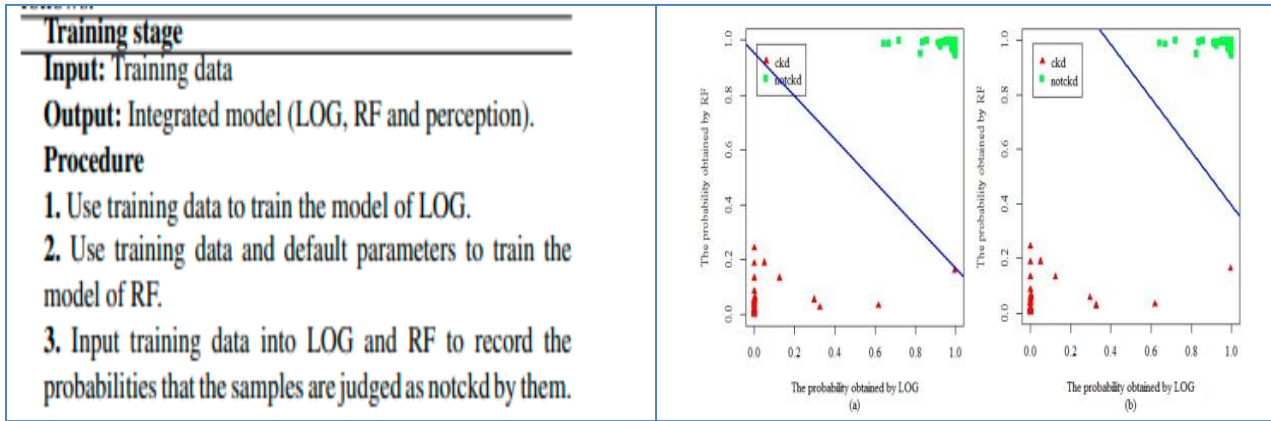 Training stage
Input: Training data
Output: Integrated model (LOG, RF and perception).
Procedure
1. Use training data to train the model of LOG.
2. Use training data and default parameters to train the
model of RF.
3. Input training data into LOG and RF to record the
probabilities that the samples are judged as notckd by them.
The probability obtained by RF
1.0
0.8
0.6
0.4
0.2
0.0
ckd
notckd
0.0 0.2 0.4 0.6 0.8 1.0
The probability obtained by LOG
(a)
The probability obtained by RF
1.0
0.8
0.6
0.4
0.2
0.0
ckd
notckd
0.0 0.2 0.4 0.6 0.8 1.0
The probability obtained by LOG
(b)